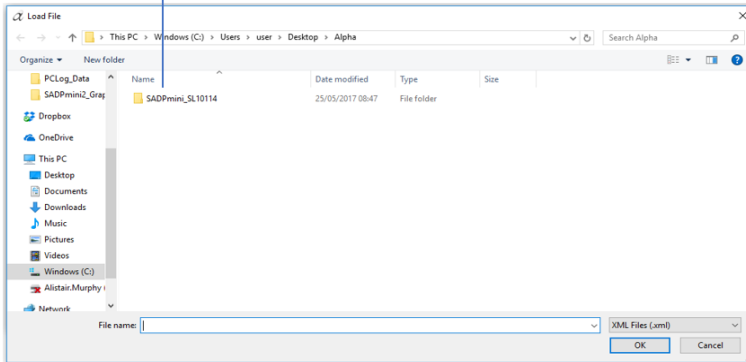 Load File
This PC > Windows (C:) > Users > user > Desktop > Alpha
Search Alpha
Organize
New folder
Name
Date modified
Type
Size
PCLog_Data
SADPmini2_Grap
Dropbox
OneDrive
This PC
Desktop
Documents
Downloads
Music
Pictures
Videos
Windows (C:)
Alistair.Murphy (
Network
SADPmini_SL10114
25/05/2017 08:47
File folder
File name:
XML Files (.xml)
OK
Cancel